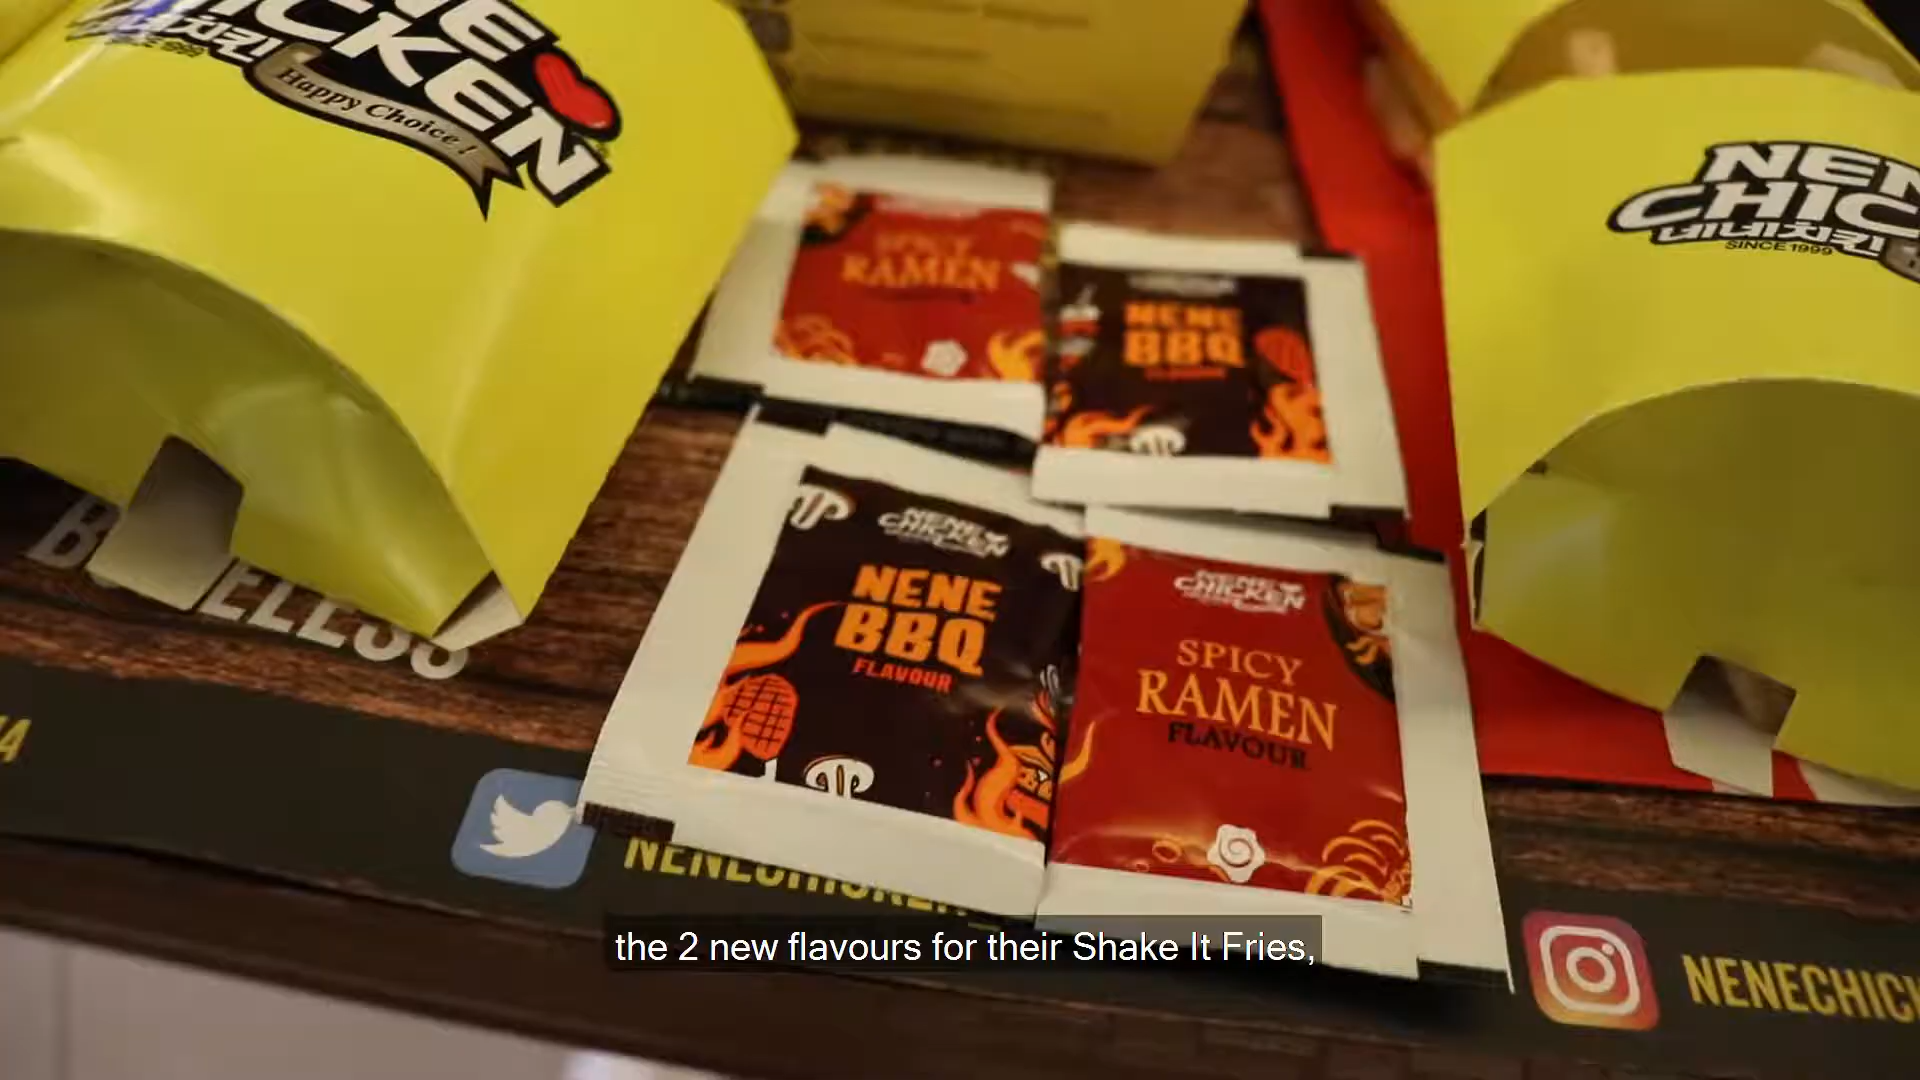 CHICKEN
Happy Choice !
NENE
CHIC
네네치킨
SINCE 1999
SPICY
RAMEN
NENE
BBQ
NENE
CHICKEN
NENE
BBQ
FLAVOUR
NENE
CHICKEN
SPICY
RAMEN
FLAVOUR
NENECHICKEN
the 2 new flavours for their Shake It Fries,
NENECHICK